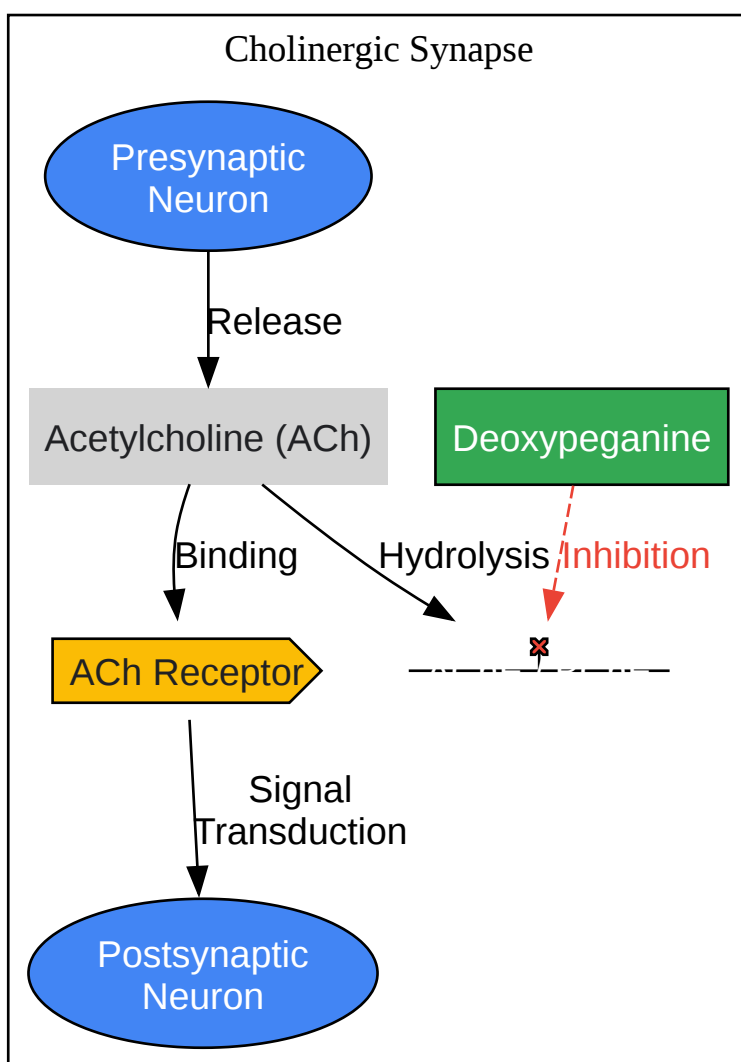 Cholinergic Synapse
Presynaptic
Neuron
Release
Acetylcholine (ACh)
Deoxypeganine
Binding
Hydrolysis
Inhibition
ACh Receptor
Signal
Transduction
Postsynaptic
Neuron